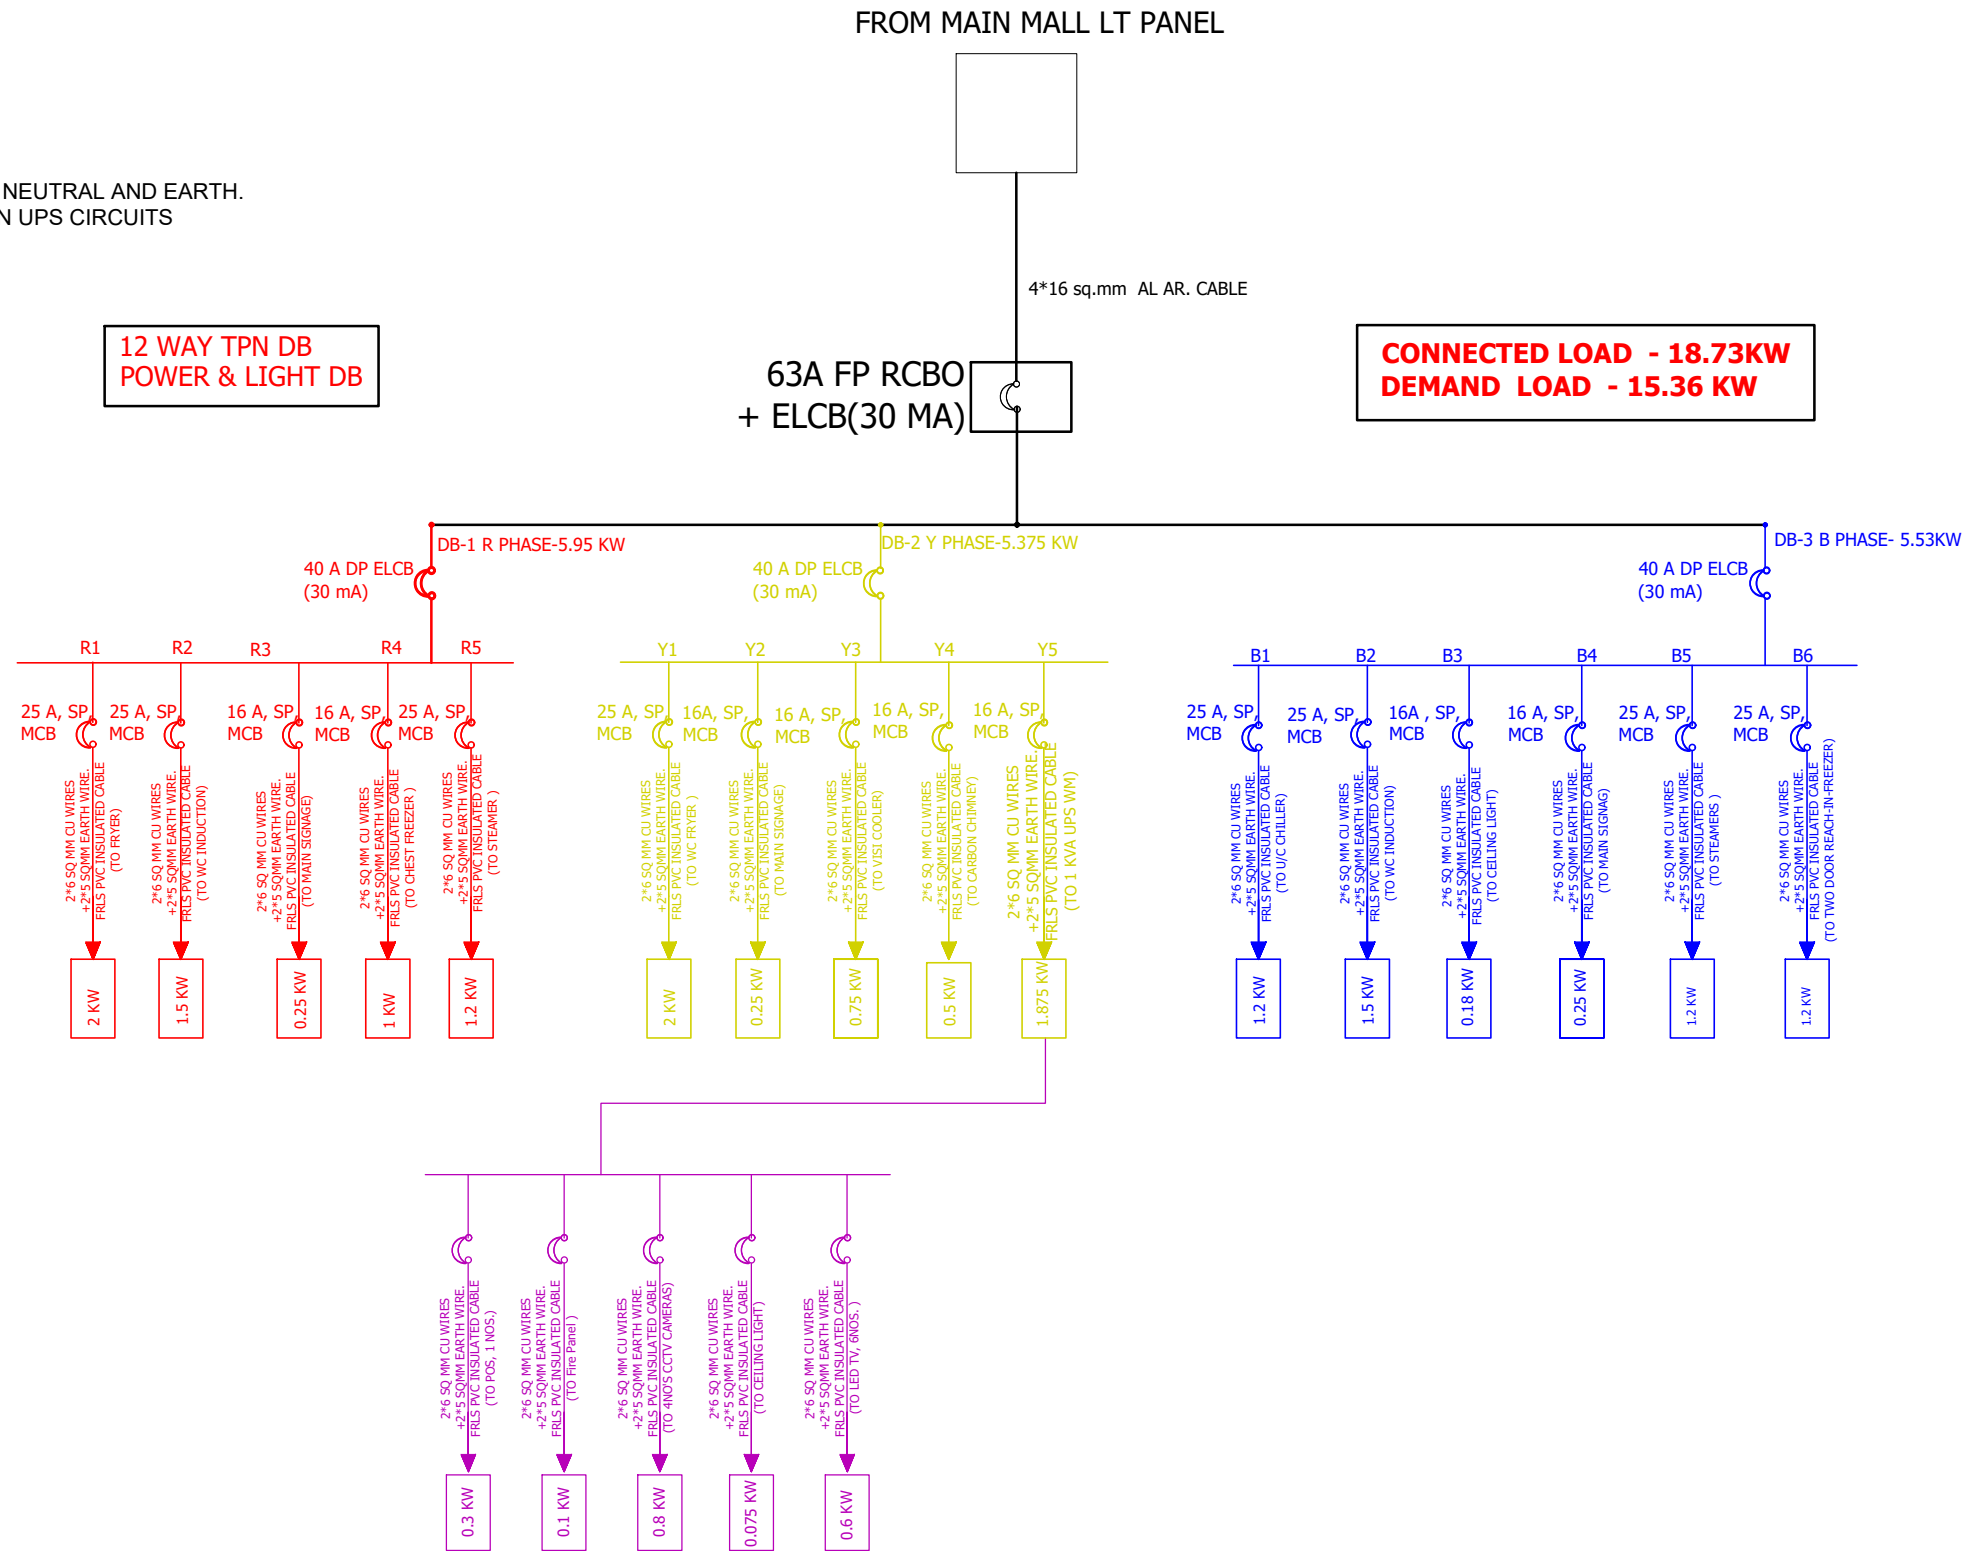 FROM MAIN MALL LT PANEL
NEUTRAL AND EARTH.
N UPS CIRCUITS
4*16 sq.mm  AL AR. CABLE
12 WAY TPN DB
POWER & LIGHT DB
63A FP RCBO
+ ELCB(30 MA)
CONNECTED LOAD  - 18.73KW
DEMAND  LOAD  - 15.36 KW
DB-1 R PHASE-5.95 KW
40 A DP ELCB
(30 mA)
DB-2 Y PHASE-5.375 KW
40 A DP ELCB
(30 mA)
DB-3 B PHASE- 5.53KW
40 A DP ELCB
(30 mA)
R1
25 A, SP,
MCB
2*6 SQ MM CU WIRES
+2*5 SQMM EARTH WIRE.
FRLS PVC INSULATED CABLE
(TO FRYER)
2 KW
R2
25 A, SP,
MCB
2*6 SQ MM CU WIRES
+2*5 SQMM EARTH WIRE.
FRLS PVC INSULATED CABLE
(TO WC INDUCTION)
1.5 KW
R3
16 A, SP,
MCB
2*6 SQ MM CU WIRES
+2*5 SQMM EARTH WIRE.
FRLS PVC INSULATED CABLE
(TO MAIN SIGNAGE)
0.25 KW
R4
16 A, SP,
MCB
2*6 SQ MM CU WIRES
+2*5 SQMM EARTH WIRE.
FRLS PVC INSULATED CABLE
(TO CHEST FREEZER )
1 KW
R5
25 A, SP,
MCB
2*6 SQ MM CU WIRES
+2*5 SQMM EARTH WIRE.
FRLS PVC INSULATED CABLE
(TO STEAMER )
1.2 KW
Y1
25 A, SP,
MCB
2*6 SQ MM CU WIRES
+2*5 SQMM EARTH WIRE.
FRLS PVC INSULATED CABLE
(TO WC FRYER )
2 KW
Y2
16A, SP,
MCB
2*6 SQ MM CU WIRES
+2*5 SQMM EARTH WIRE.
FRLS PVC INSULATED CABLE
(TO MAIN SIGNAGE)
0.25 KW
Y3
16 A, SP,
MCB
2*6 SQ MM CU WIRES
+2*5 SQMM EARTH WIRE.
FRLS PVC INSULATED CABLE
(TO VISI COOLER)
0.75 KW
Y4
16 A, SP,
MCB
2*6 SQ MM CU WIRES
+2*5 SQMM EARTH WIRE.
FRLS PVC INSULATED CABLE
(TO CARBON CHIMNEY)
0.5 KW
Y5
16 A, SP,
MCB
2*6 SQ MM CU WIRES
+2*5 SQMM EARTH WIRE.
FRLS PVC INSULATED CABLE
(TO 1 KVA UPS WM)
1.875 KW
B1
25 A, SP,
MCB
2*6 SQ MM CU WIRES
+2*5 SQMM EARTH WIRE.
FRLS PVC INSULATED CABLE
(TO U/C CHILLER)
1.2 KW
B2
25 A, SP,
MCB
2*6 SQ MM CU WIRES
+2*5 SQMM EARTH WIRE.
FRLS PVC INSULATED CABLE
(TO WC INDUCTION)
1.5 KW
B3
16A , SP,
MCB
2*6 SQ MM CU WIRES
+2*5 SQMM EARTH WIRE.
FRLS PVC INSULATED CABLE
(TO CEILING LIGHT)
0.18 KW
B4
16 A, SP,
MCB
2*6 SQ MM CU WIRES
+2*5 SQMM EARTH WIRE.
FRLS PVC INSULATED CABLE
(TO MAIN SIGNAG)
0.25 KW
B5
25 A, SP,
MCB
2*6 SQ MM CU WIRES
+2*5 SQMM EARTH WIRE.
FRLS PVC INSULATED CABLE
(TO STEAMERS )
1.2 KW
B6
25 A, SP,
MCB
2*6 SQ MM CU WIRES
+2*5 SQMM EARTH WIRE.
FRLS PVC INSULATED CABLE
(TO TWO DOOR REACH-IN-FREEZER)
1.2 KW
2*6 SQ MM CU WIRES
+2*5 SQMM EARTH WIRE.
FRLS PVC INSULATED CABLE
(TO POS, 1 NOS.)
0.3 KW
2*6 SQ MM CU WIRES
+2*5 SQMM EARTH WIRE.
FRLS PVC INSULATED CABLE
(TO Fire Panel )
0.1 KW
2*6 SQ MM CU WIRES
+2*5 SQMM EARTH WIRE.
FRLS PVC INSULATED CABLE
(TO 4NO'S CCTV CAMERAS)
0.8 KW
2*6 SQ MM CU WIRES
+2*5 SQMM EARTH WIRE.
FRLS PVC INSULATED CABLE
(TO CEILING LIGHT)
0.075 KW
2*6 SQ MM CU WIRES
+2*5 SQMM EARTH WIRE.
FRLS PVC INSULATED CABLE
(TO LED TV, 6NOS. )
0.6 KW